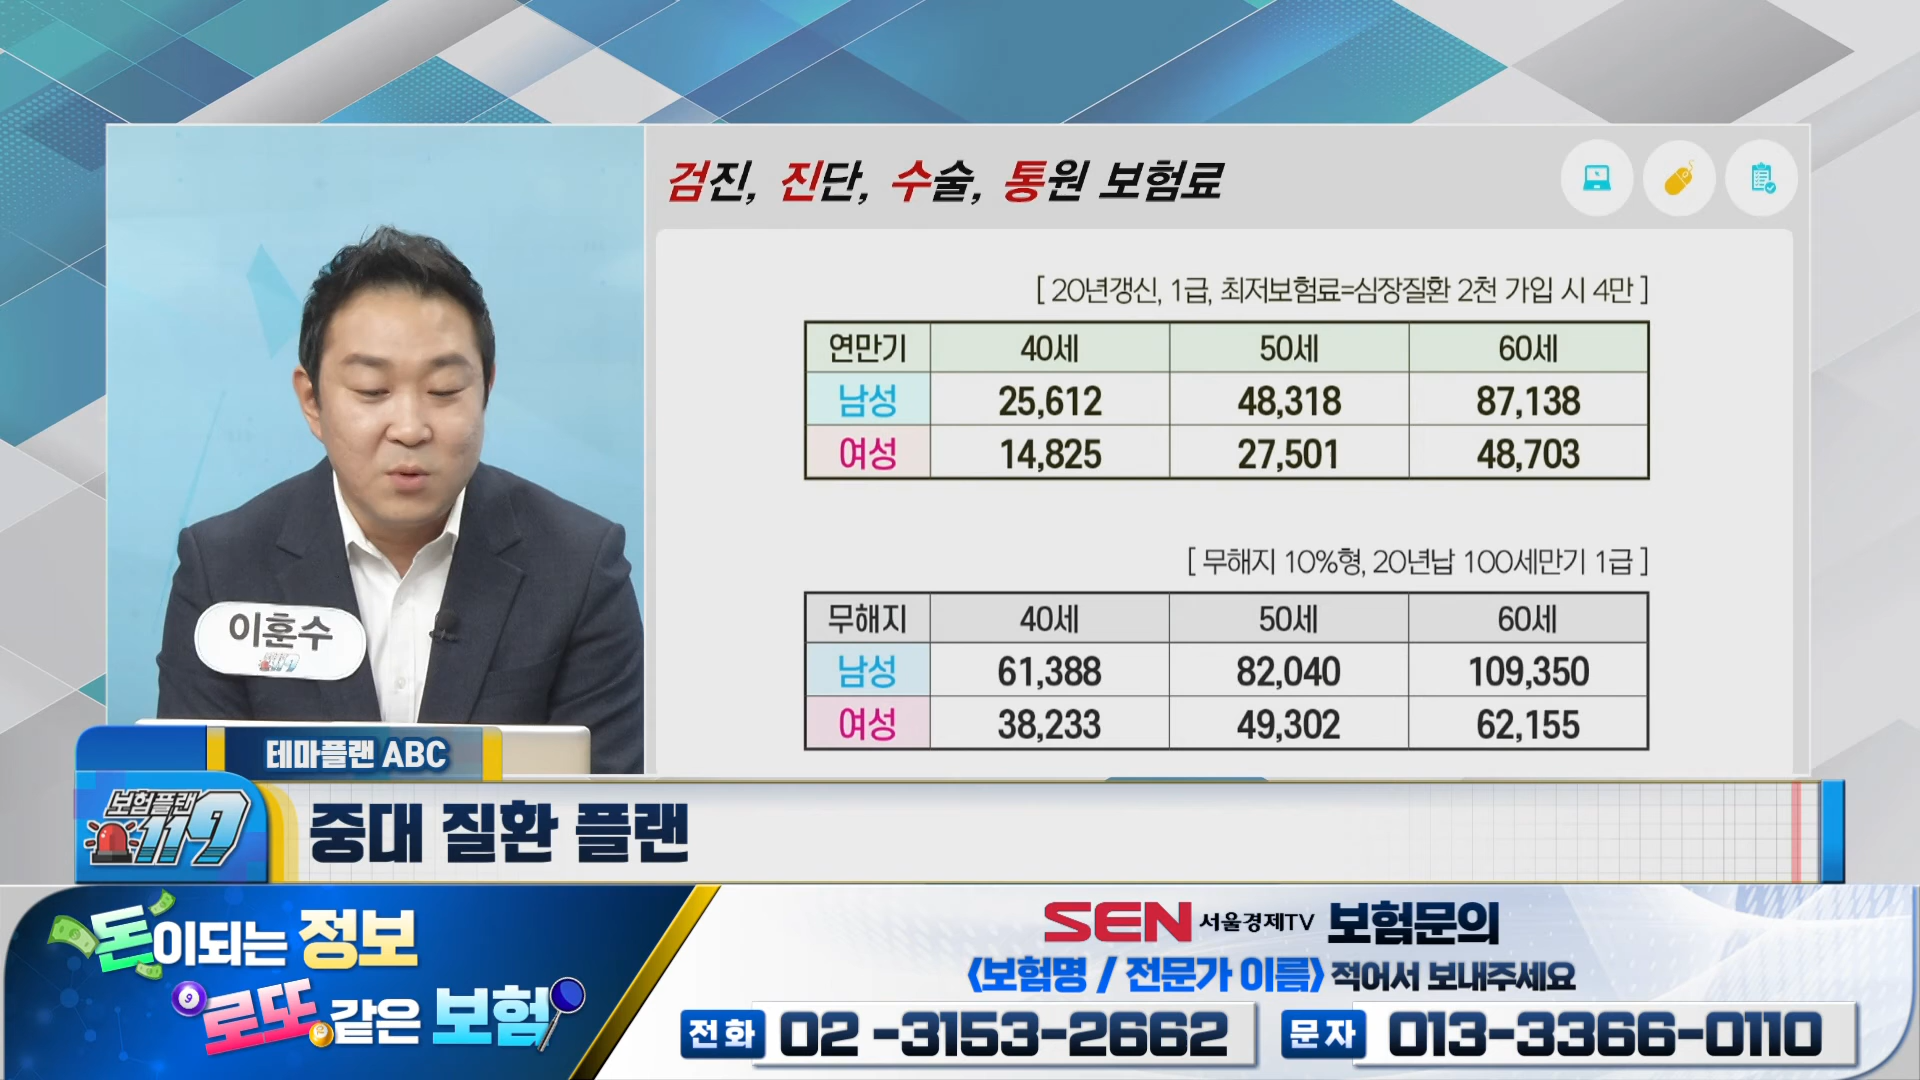 검진, 진단, 수술, 통원 보험료
[ 20년갱신, 1급, 최저보험료=심장질환 2천 가입 시 4만 ]
연만기 40세 50세 60세
남성 25,612 48,318 87,138
여성 14,825 27,501 48,703
[ 무해지 10%형, 20년납 100세만기 1급 ]
무해지 40세 50세 60세
남성 61,388 82,040 109,350
여성 38,233 49,302 62,155
이훈수
테마플랜 ABC
보험플랜
119
중대 질환 플랜
돈이되는 정보
로또 같은 보험
SEN 서울경제TV 보험문의
<보험명 / 전문가 이름> 적어서 보내주세요
전화 02-3153-2662 문자 013-3366-0110